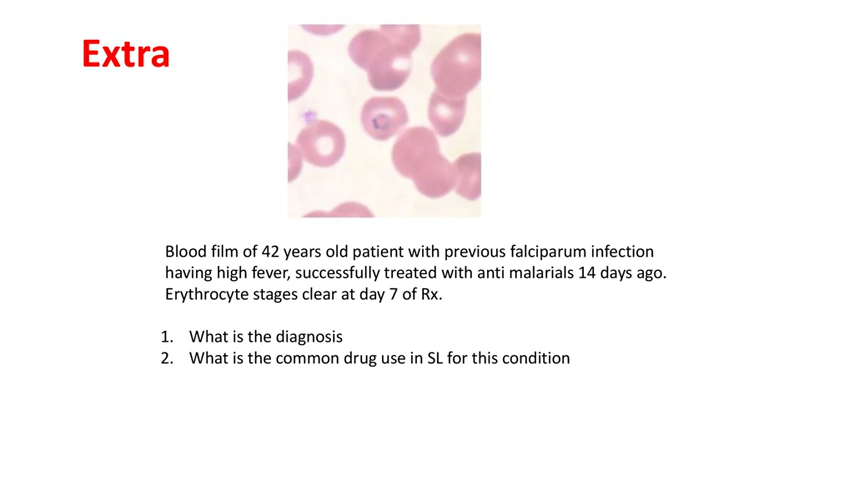 Extra
Blood film of 42 years old patient with previous falciparum infection
having high fever, successfully treated with anti malarials 14 days ago.
Erythrocyte stages clear at day 7 of Rx.
1. What is the diagnosis
2. What is the common drug use in SL for this condition